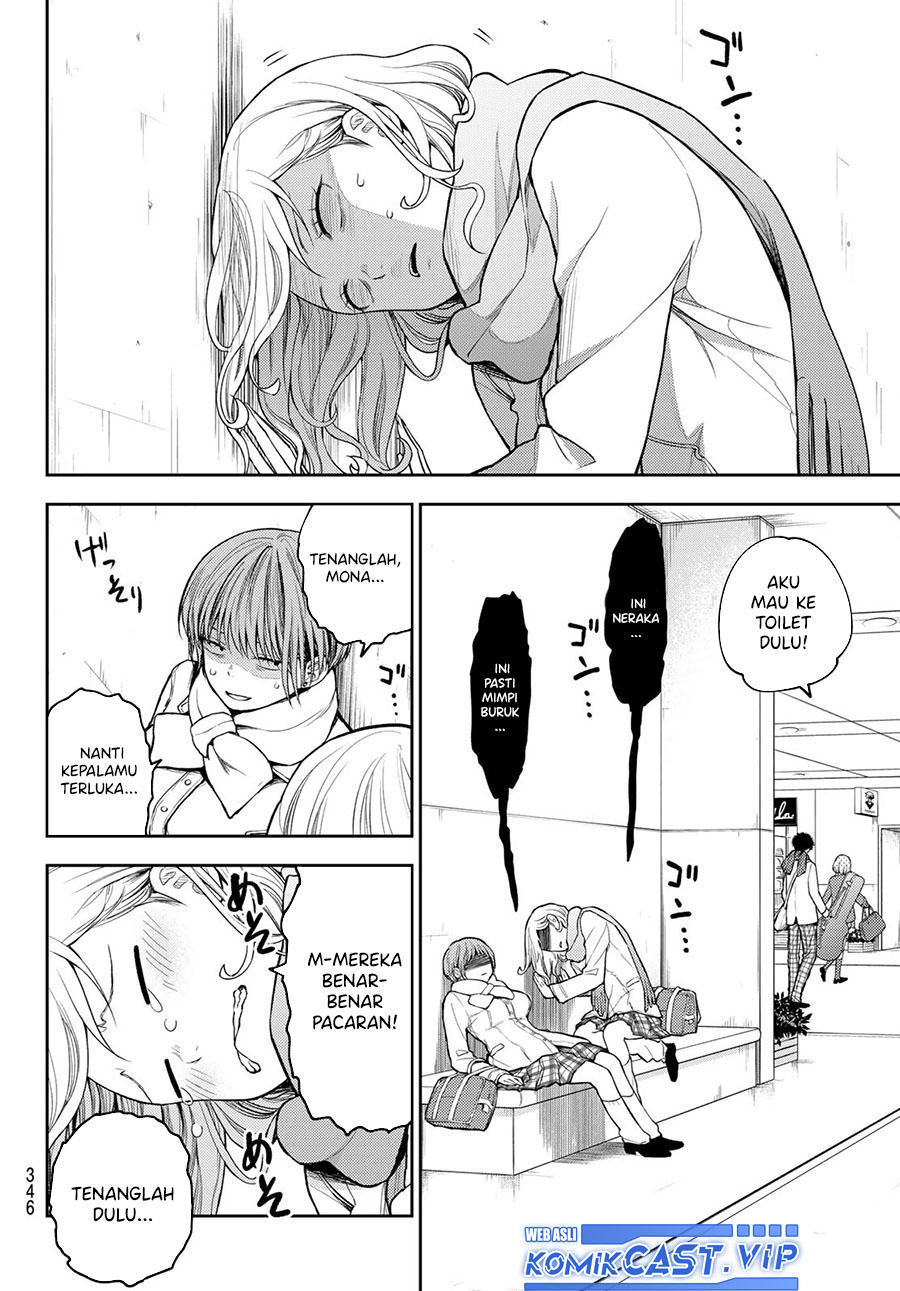 ゴン…
AKU
MAU KE
TOILET
DULU!
INI
NERAKA
...
ゴン…
INI
PASTI
MIMPI
BURUK
...
ゴン…
TENANGLAH,
MONA...
げっそり
ゴン…
NANTI
KEPALAMU
TERLUKA...
M-MEREKA
BENAR-
BENAR
PACARAN!
めそ
めそ
TENANGLAH
DULU...
346
WEB ASLI
KOMIKCAST.VIP